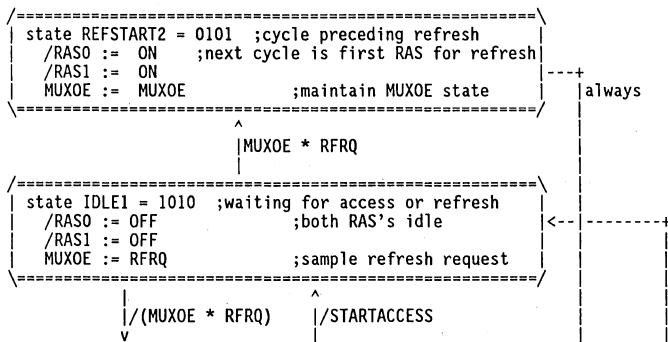 /=================================================\
| state REFSTART2 = 0101 ;cycle preceding refresh |
| /RAS0 := ON ;next cycle is first RAS for refresh|
| /RAS1 := ON |---+
| MUXOE := MUXOE ;maintain MUXOE state | |always
\=================================================/
^
|MUXOE * RFRQ
|
/=================================================\
| state IDLE1 = 1010 ;waiting for access or refresh |
| /RAS0 := OFF ;both RAS's idle |<- - --------+
| /RAS1 := OFF |
| MUXOE := RFRQ ;sample refresh request |
\=================================================/
| ^
|/(MUXOE * RFRQ) |/STARTACCESS
v |